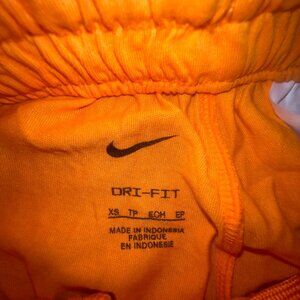 DRI-FIT
XS TP ECH EP
MADE IN INDONESIA
FABRIQUE
EN INDONESIE